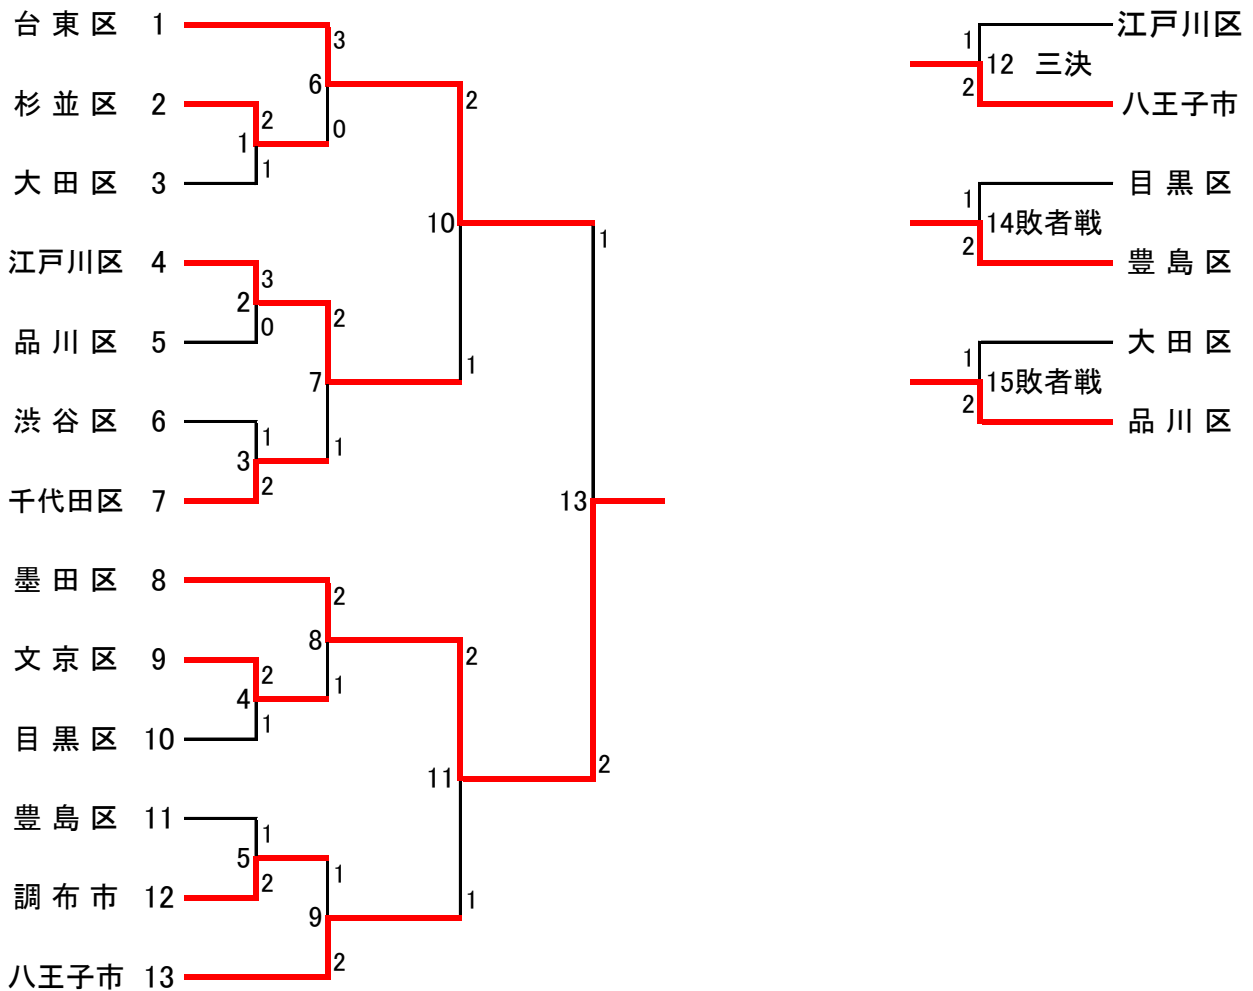 台東区 1
3
6
杉並区 2
2
1
0
1
大田区 3
2
10
江戸川区 4
3
2
2
0
品川区 5
7
1
渋谷区 6
1
3
1
2
千代田区 7
1
13
墨田区 8
2
8
2
文京区 9
2
4
1
1
目黒区 10
11
2
豊島区 11
1
5
1
2
調布市 12
1
9
2
八王子市 13
江戸川区
1
12 三決
2
八王子市
目黒区
1
14敗者戦
2
豊島区
大田区
1
15敗者戦
2
品川区